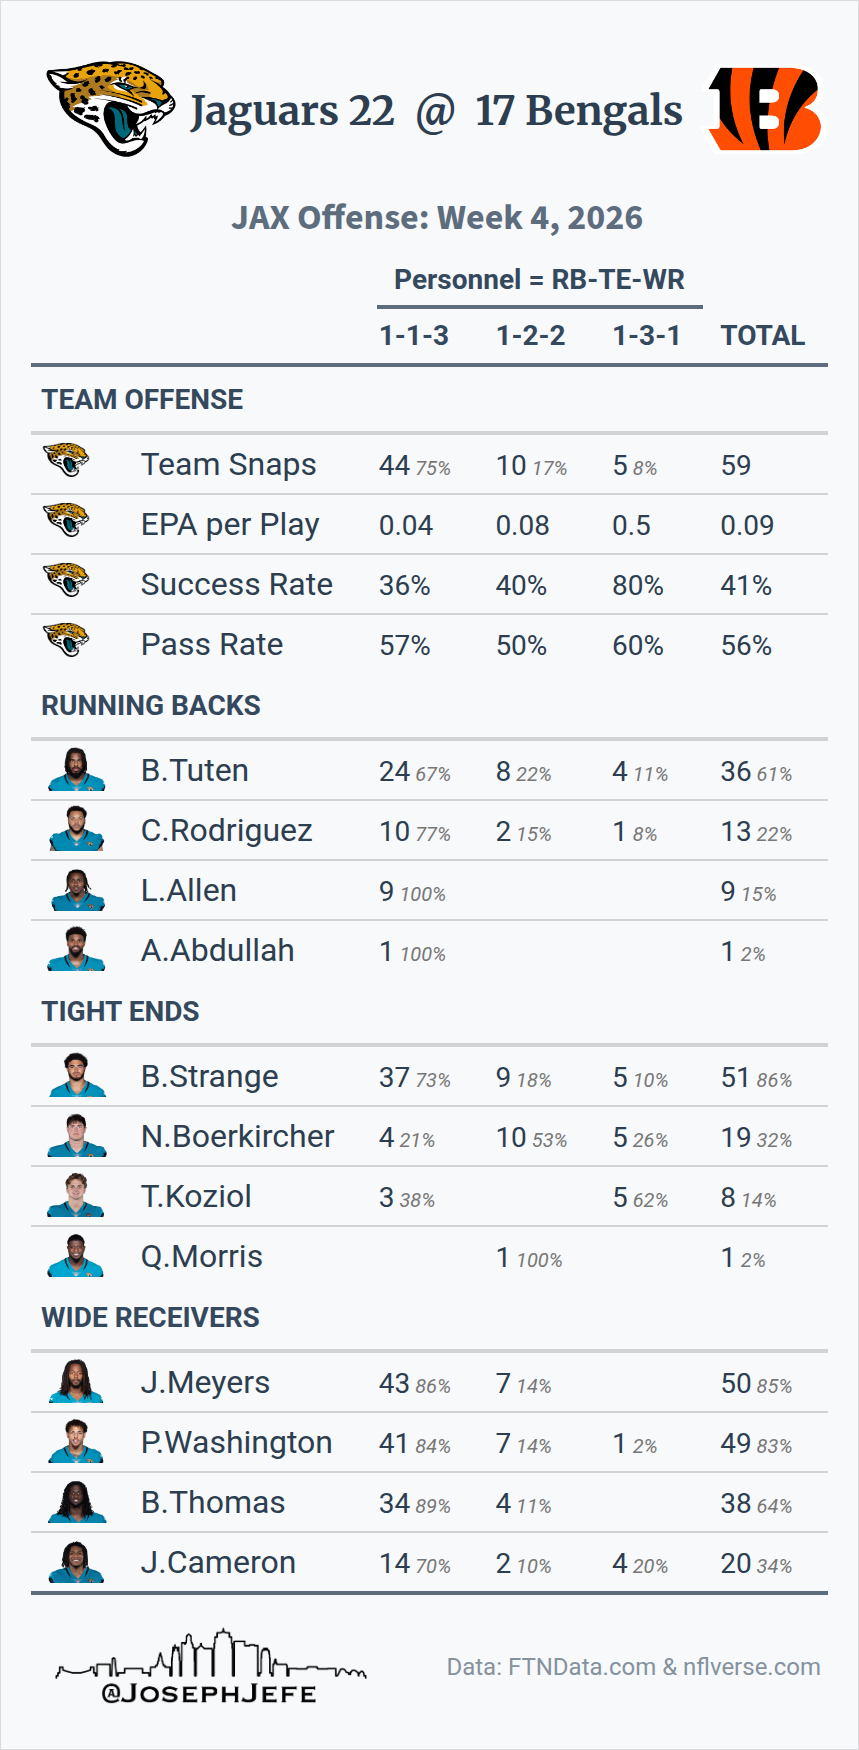 Jaguars 22 @ 17 Bengals
JAX Offense: Week 4, 2026
Personnel = RB-TE-WR
1-1-3 1-2-2 1-3-1 TOTAL
TEAM OFFENSE
Team Snaps 44 75% 10 17% 5 8% 59
EPA per Play 0.04 0.08 0.5 0.09
Success Rate 36% 40% 80% 41%
Pass Rate 57% 50% 60% 56%
RUNNING BACKS
B.Tuten 24 67% 8 22% 4 11% 36 61%
C.Rodriguez 10 77% 2 15% 1 8% 13 22%
L.Allen 9 100% 9 15%
A.Abdullah 1 100% 1 2%
TIGHT ENDS
B.Strange 37 73% 9 18% 5 10% 51 86%
N.Boerkircher 4 21% 10 53% 5 26% 19 32%
T.Koziol 3 38% 5 62% 8 14%
Q.Morris 1 100% 1 2%
WIDE RECEIVERS
J.Meyers 43 86% 7 14% 50 85%
P.Washington 41 84% 7 14% 1 2% 49 83%
B.Thomas 34 89% 4 11% 38 64%
J.Cameron 14 70% 2 10% 4 20% 20 34%
@JosephJefe
Data: FTNData.com & nflverse.com